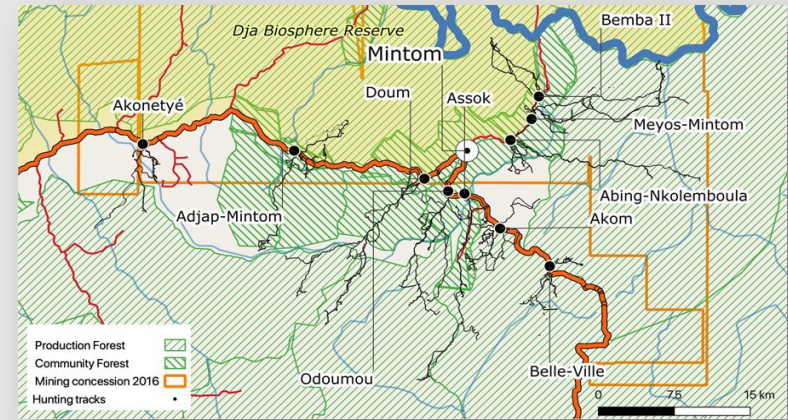 Bemba II
Dja Biosphere Reserve
Mintom
Doum
Assok
Akonetyé
Meyos-Mintom
Abing-Nkolemboula
Adjap-Mintom
Akom
Production Forest
Community Forest
Mining concession 2016
Hunting tracks
Odoumou
Belle-Ville
0 7.5 15 km